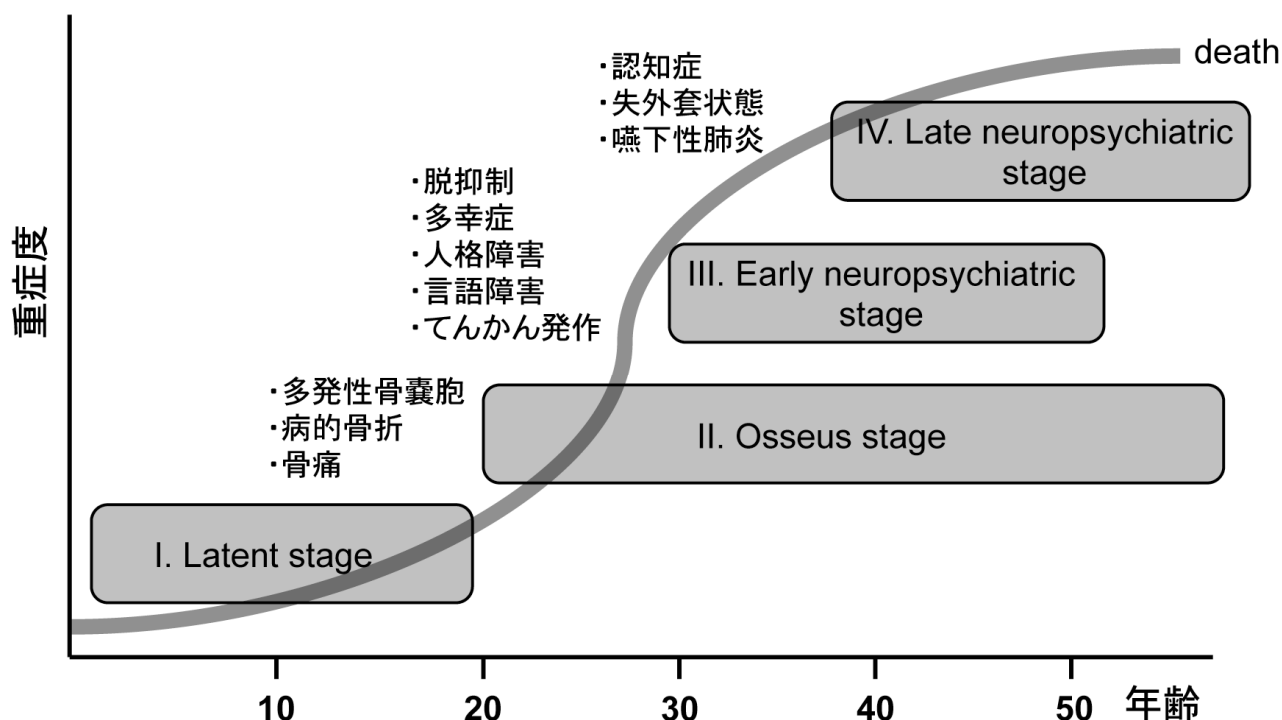 death
・認知症
・失外套状態
・嚥下性肺炎
IV. Late neuropsychiatric
stage
・脱抑制
・多幸症
・人格障害
・言語障害
・てんかん発作
III. Early neuropsychiatric
stage
重症度
・多発性骨嚢胞
・病的骨折
・骨痛
II. Osseus stage
I. Latent stage
10 20 30 40 50 年齢